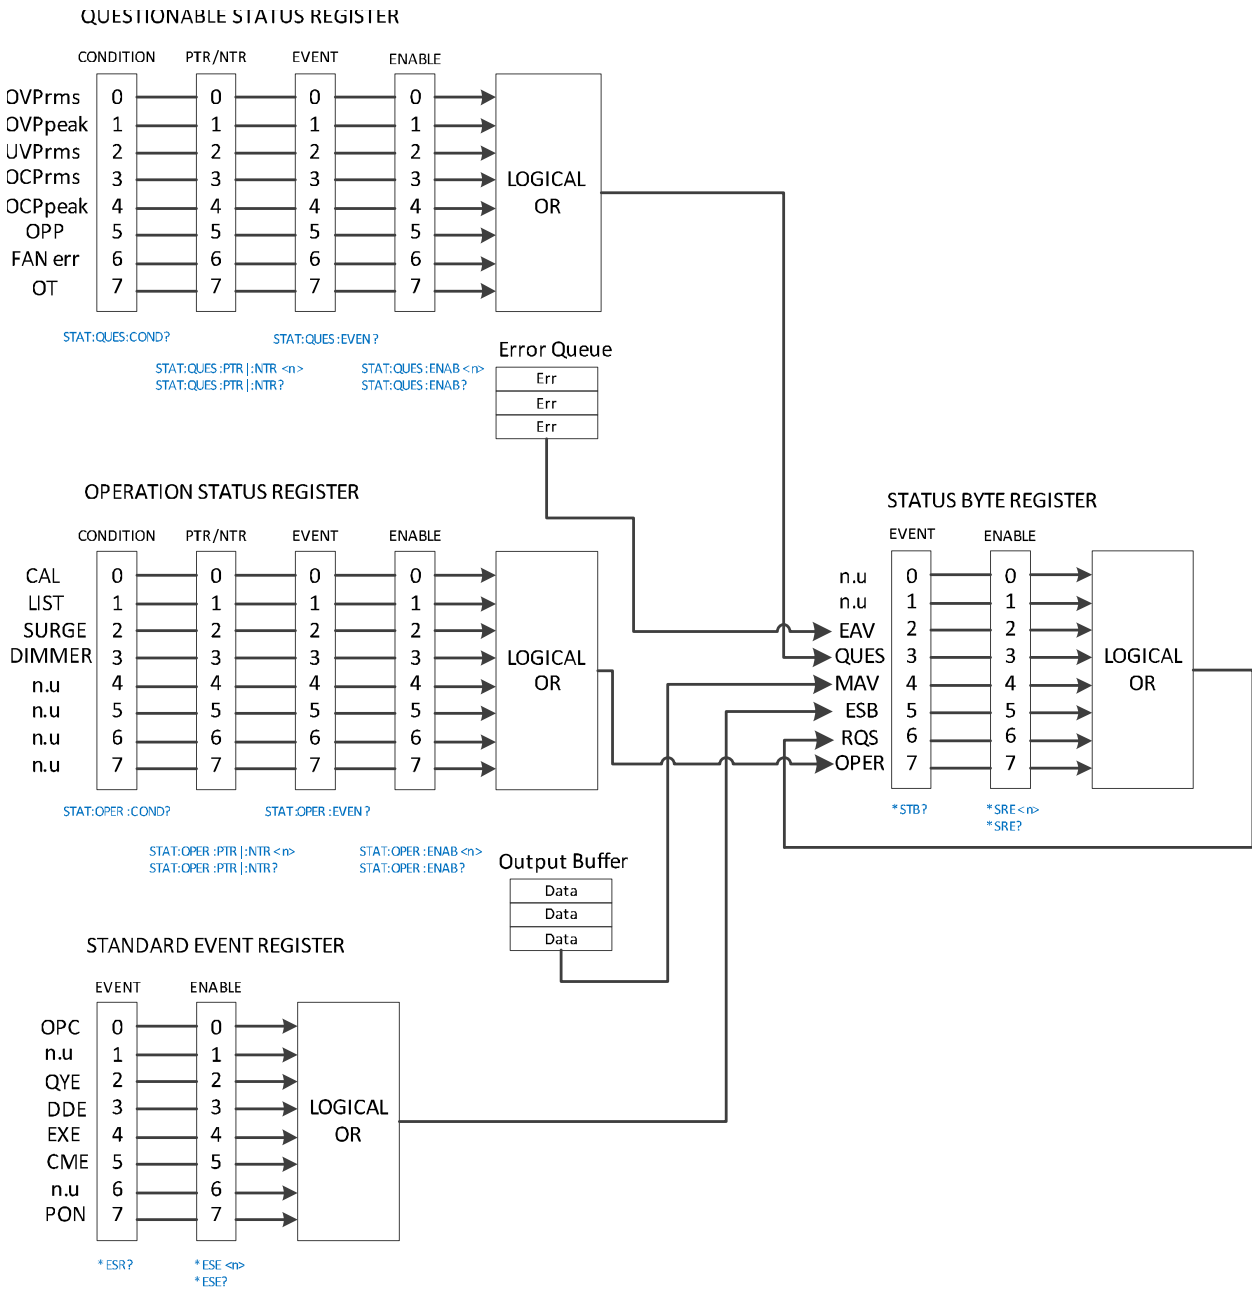 QUESTIONABLE STATUS REGISTER
CONDITION PTR/NTR EVENT ENABLE
OVPrms 0 0 0 0
OVPpeak 1 1 1 1
UVPrms 2 2 2 2
OCPrms 3 3 3 3 LOGICAL
OCPpeak 4 4 4 4 OR
OPP 5 5 5 5
FAN err 6 6 6 6
OT 7 7 7 7
STAT:QUES:COND? STAT:QUES:EVEN?
STAT:QUES:PTR|:NTR <n> STAT:QUES:ENAB <n>
STAT:QUES:PTR|:NTR? STAT:QUES:ENAB?
Error Queue
Err
Err
Err
OPERATION STATUS REGISTER
CONDITION PTR/NTR EVENT ENABLE
CAL 0 0 0 0
LIST 1 1 1 1
SURGE 2 2 2 2
DIMMER 3 3 3 3 LOGICAL
n.u 4 4 4 4 OR
n.u 5 5 5 5
n.u 6 6 6 6
n.u 7 7 7 7
STAT:OPER:COND? STAT:OPER:EVEN?
STAT:OPER:PTR|:NTR <n> STAT:OPER:ENAB <n>
STAT:OPER:PTR|:NTR? STAT:OPER:ENAB?
STATUS BYTE REGISTER
EVENT ENABLE
n.u 0 0
n.u 1 1
EAV 2 2
QUES 3 3 LOGICAL
MAV 4 4 OR
ESB 5 5
RQS 6 6
OPER 7 7
*STB? *SRE <n>
*SRE?
Output Buffer
Data
Data
Data
STANDARD EVENT REGISTER
EVENT ENABLE
OPC 0 0
n.u 1 1
QYE 2 2
DDE 3 3 LOGICAL
EXE 4 4 OR
CME 5 5
n.u 6 6
PON 7 7
*ESR? *ESE <n>
*ESE?